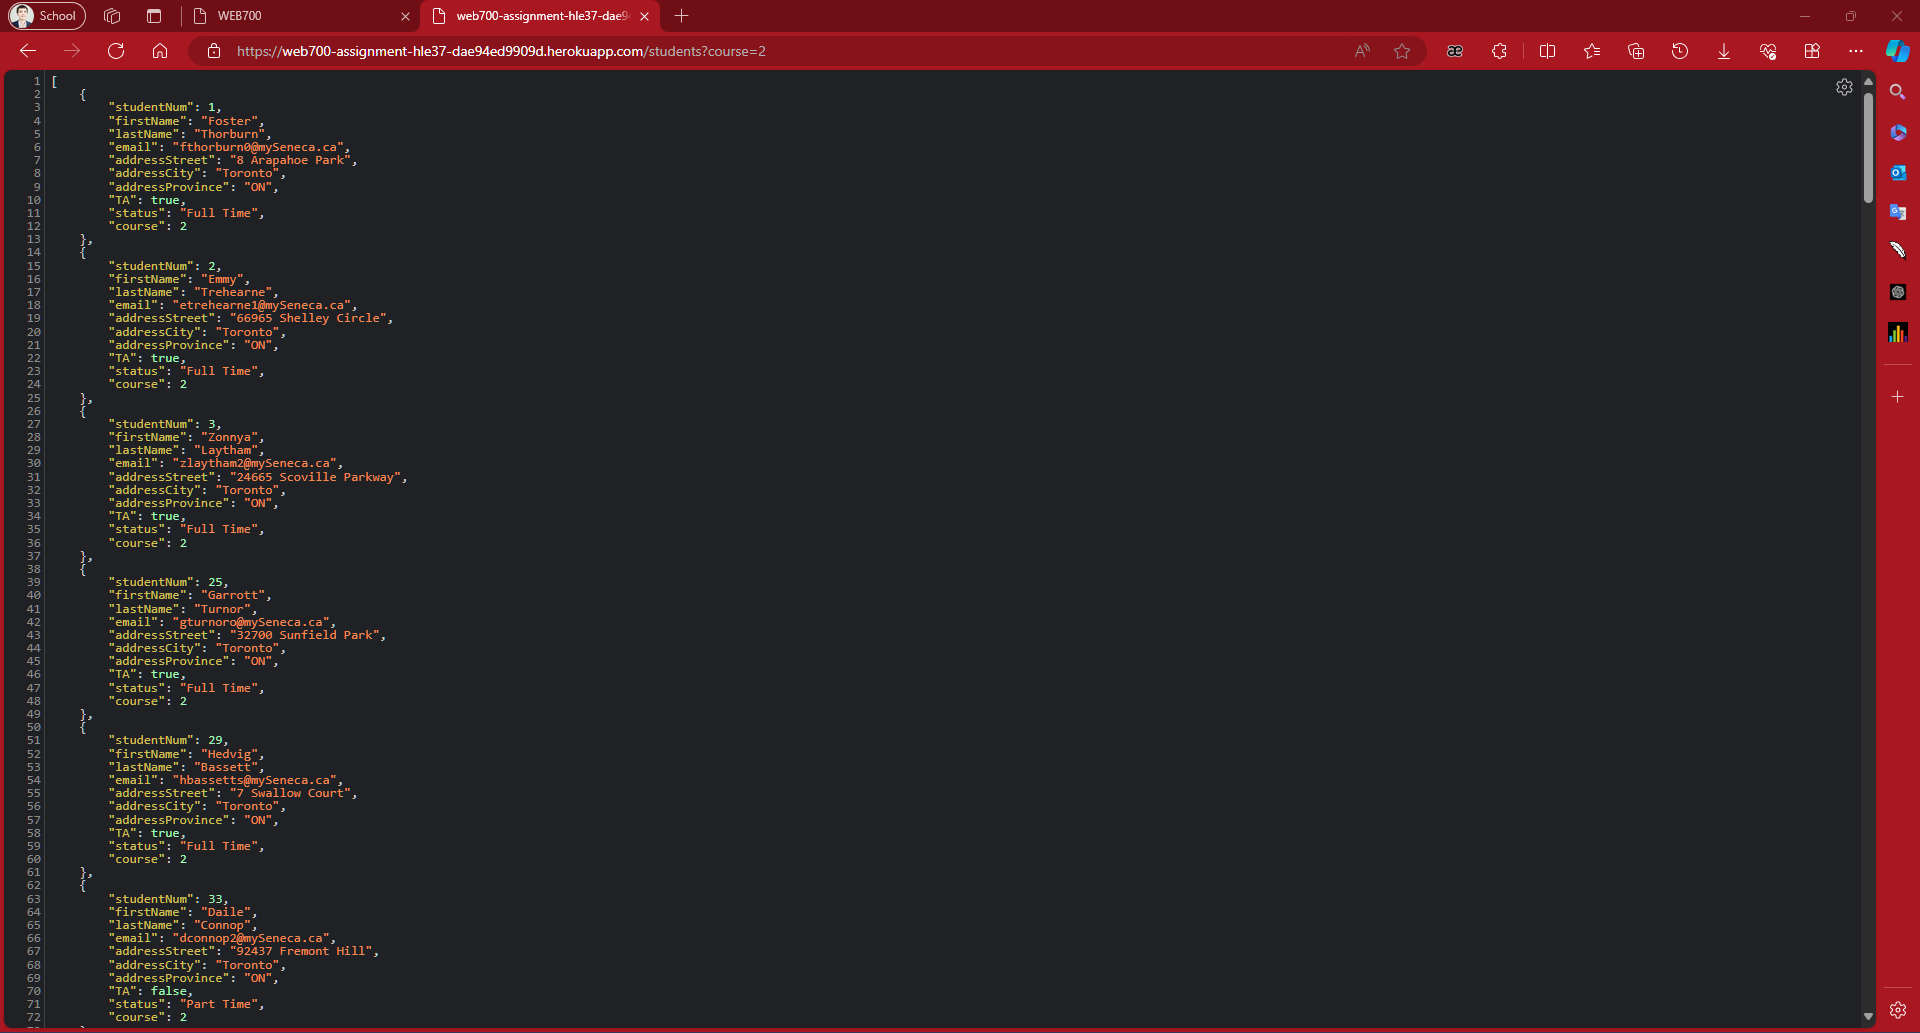 School
WEB700
web700-assignment-hle37-dae9
https://web700-assignment-hle37-dae94ed9909d.herokuapp.com/students?course=2
1 [
2 {
3 "studentNum": 1,
4 "firstName": "Foster",
5 "lastName": "Thorburn",
6 "email": "fthorburn0@mySeneca.ca",
7 "addressStreet": "8 Arapahoe Park",
8 "addressCity": "Toronto",
9 "addressProvince": "ON",
10 "TA": true,
11 "status": "Full Time",
12 "course": 2
13 },
14 {
15 "studentNum": 2,
16 "firstName": "Emmy",
17 "lastName": "Trehearne",
18 "email": "etrehearne1@mySeneca.ca",
19 "addressStreet": "66965 Shelley Circle",
20 "addressCity": "Toronto",
21 "addressProvince": "ON",
22 "TA": true,
23 "status": "Full Time",
24 "course": 2
25 },
26 {
27 "studentNum": 3,
28 "firstName": "Zonnya",
29 "lastName": "Laytham",
30 "email": "zlaytham2@mySeneca.ca",
31 "addressStreet": "24665 Scoville Parkway",
32 "addressCity": "Toronto",
33 "addressProvince": "ON",
34 "TA": true,
35 "status": "Full Time",
36 "course": 2
37 },
38 {
39 "studentNum": 25,
40 "firstName": "Garrott",
41 "lastName": "Turnor",
42 "email": "gturnoro@mySeneca.ca",
43 "addressStreet": "32700 Sunfield Park",
44 "addressCity": "Toronto",
45 "addressProvince": "ON",
46 "TA": true,
47 "status": "Full Time",
48 "course": 2
49 },
50 {
51 "studentNum": 29,
52 "firstName": "Hedvig",
53 "lastName": "Bassett",
54 "email": "hbassetts@mySeneca.ca",
55 "addressStreet": "7 Swallow Court",
56 "addressCity": "Toronto",
57 "addressProvince": "ON",
58 "TA": true,
59 "status": "Full Time",
60 "course": 2
61 },
62 {
63 "studentNum": 33,
64 "firstName": "Daile",
65 "lastName": "Connop",
66 "email": "dconnop2@mySeneca.ca",
67 "addressStreet": "92437 Fremont Hill",
68 "addressCity": "Toronto",
69 "addressProvince": "ON",
70 "TA": false,
71 "status": "Part Time",
72 "course": 2